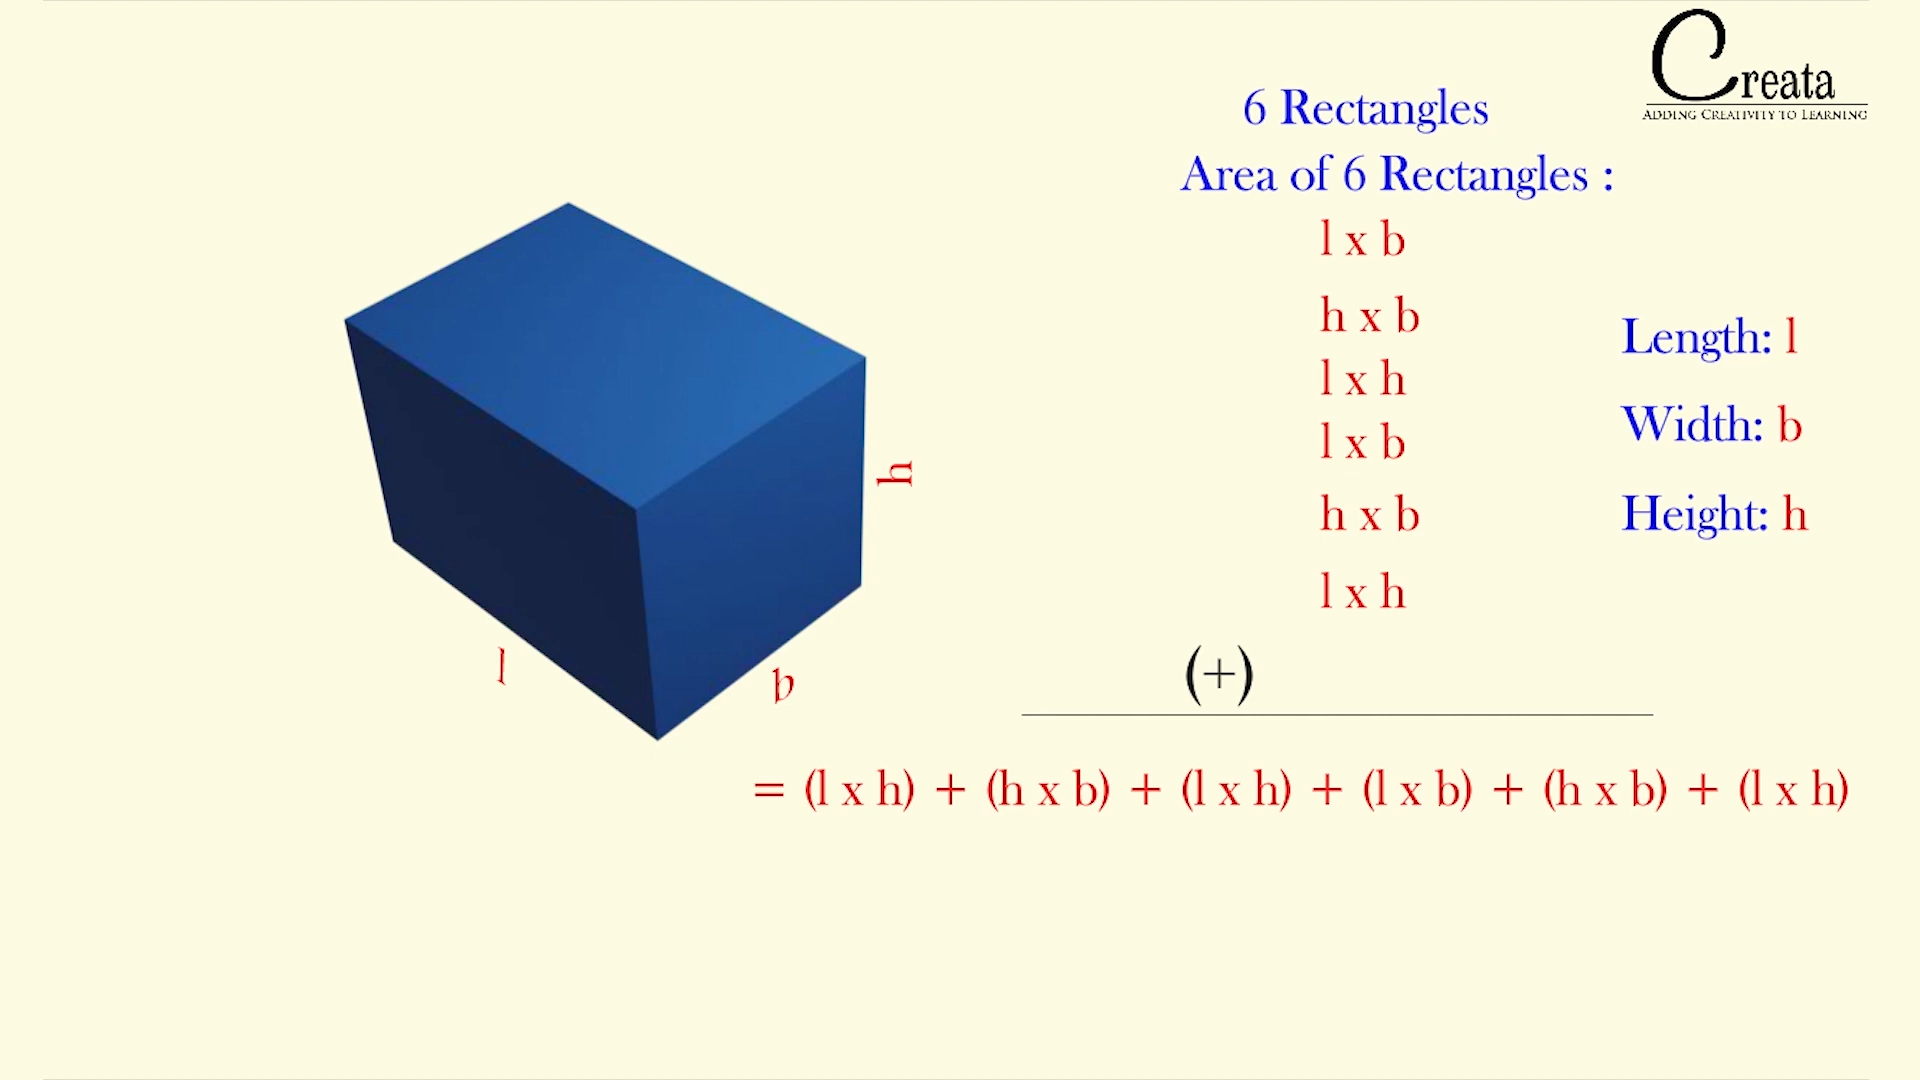 Creata
ADDING CREATIVITY TO LEARNING
6 Rectangles
Area of 6 Rectangles :
l x b
h x b
l x h
l x b
h x b
l x h
Length: l
Width: b
Height: h
h
l
b
(+)
= (l x h) + (h x b) + (l x h) + (l x b) + (h x b) + (l x h)